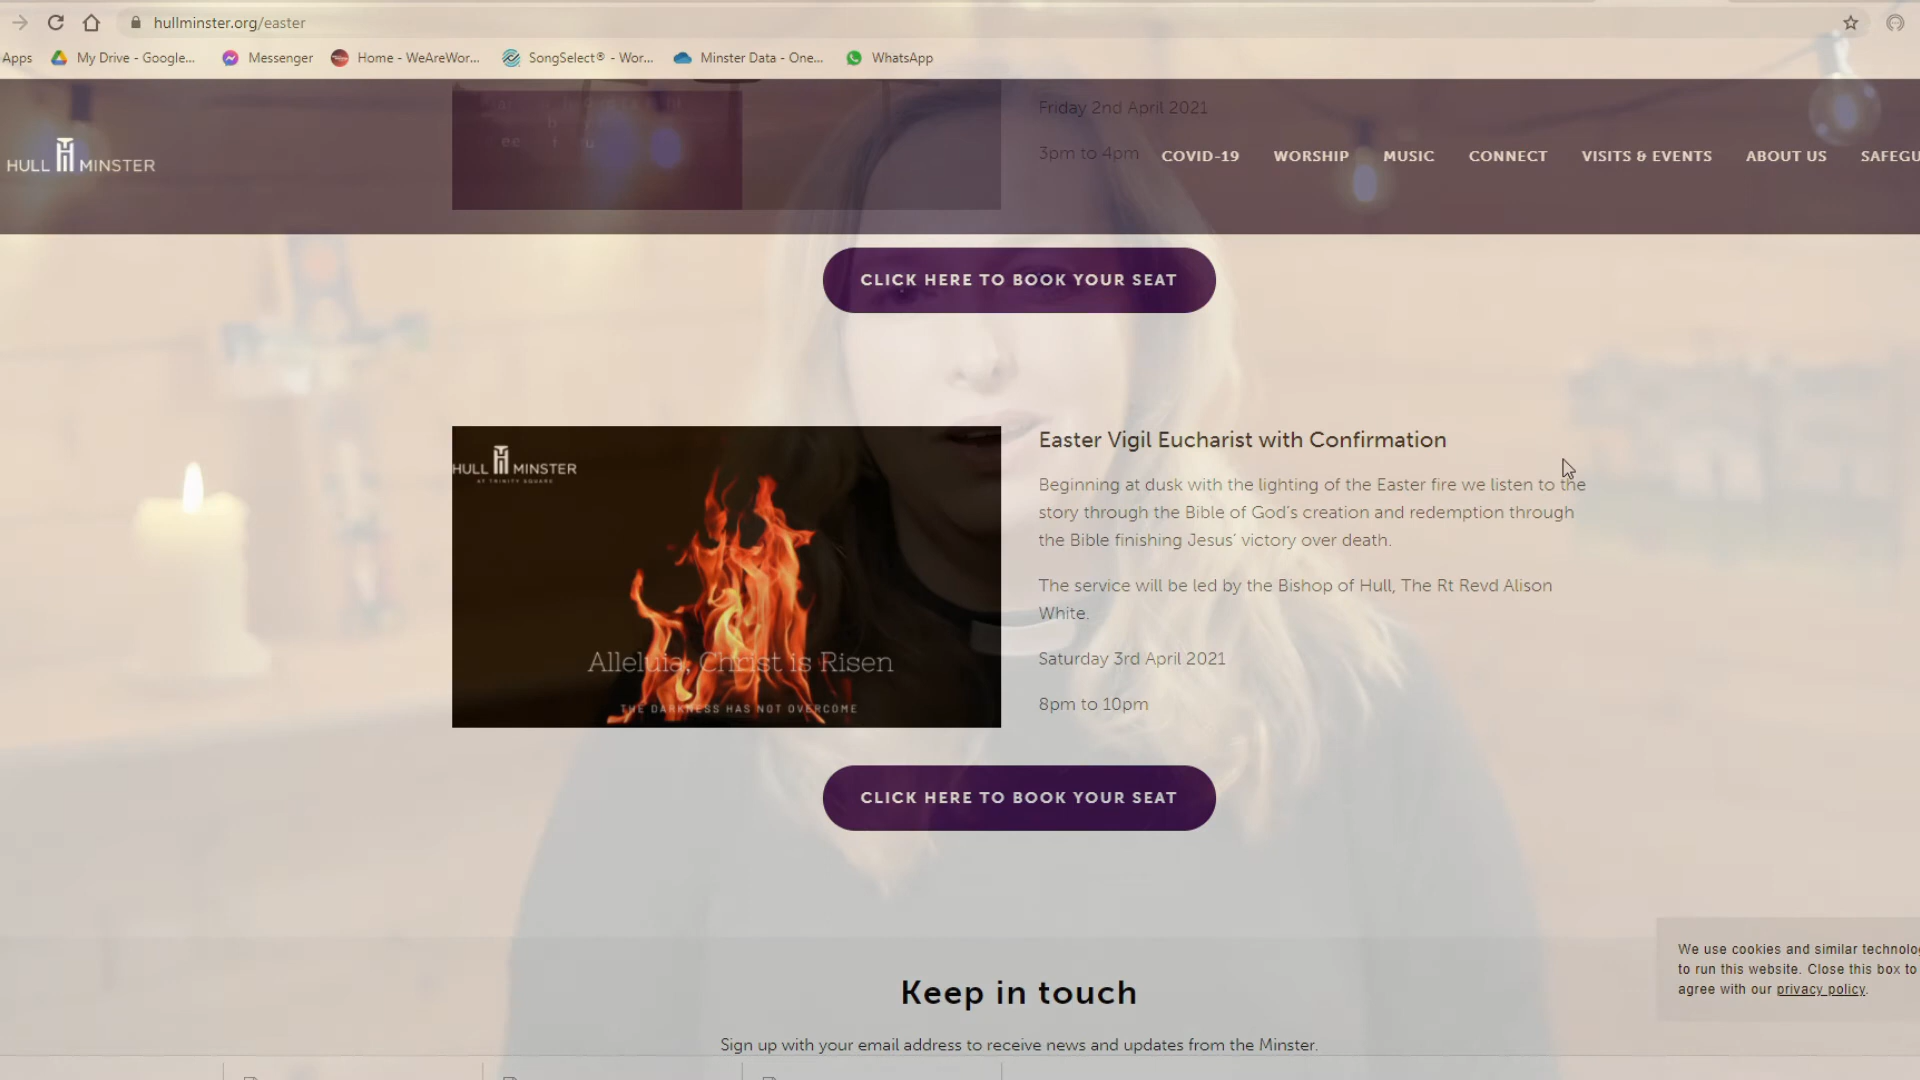 hullminster.org/easter
Apps My Drive - Google... Messenger Home - WeAreWor... SongSelect® - Wor... Minster Data - One... WhatsApp
Friday 2nd April 2021
3pm to 4pm
HULL MINSTER
COVID-19 WORSHIP MUSIC CONNECT VISITS & EVENTS ABOUT US SAFEGU
CLICK HERE TO BOOK YOUR SEAT
HULL MINSTER
AT TRINITY SQUARE
Alleluia, Christ is Risen
THE DARKNESS HAS NOT OVERCOME
Easter Vigil Eucharist with Confirmation
Beginning at dusk with the lighting of the Easter fire we listen to the
story through the Bible of God's creation and redemption through
the Bible finishing Jesus' victory over death.
The service will be led by the Bishop of Hull, The Rt Revd Alison
White.
Saturday 3rd April 2021
8pm to 10pm
CLICK HERE TO BOOK YOUR SEAT
Keep in touch
Sign up with your email address to receive news and updates from the Minster.
We use cookies and similar technolog
to run this website. Close this box to
agree with our privacy policy.